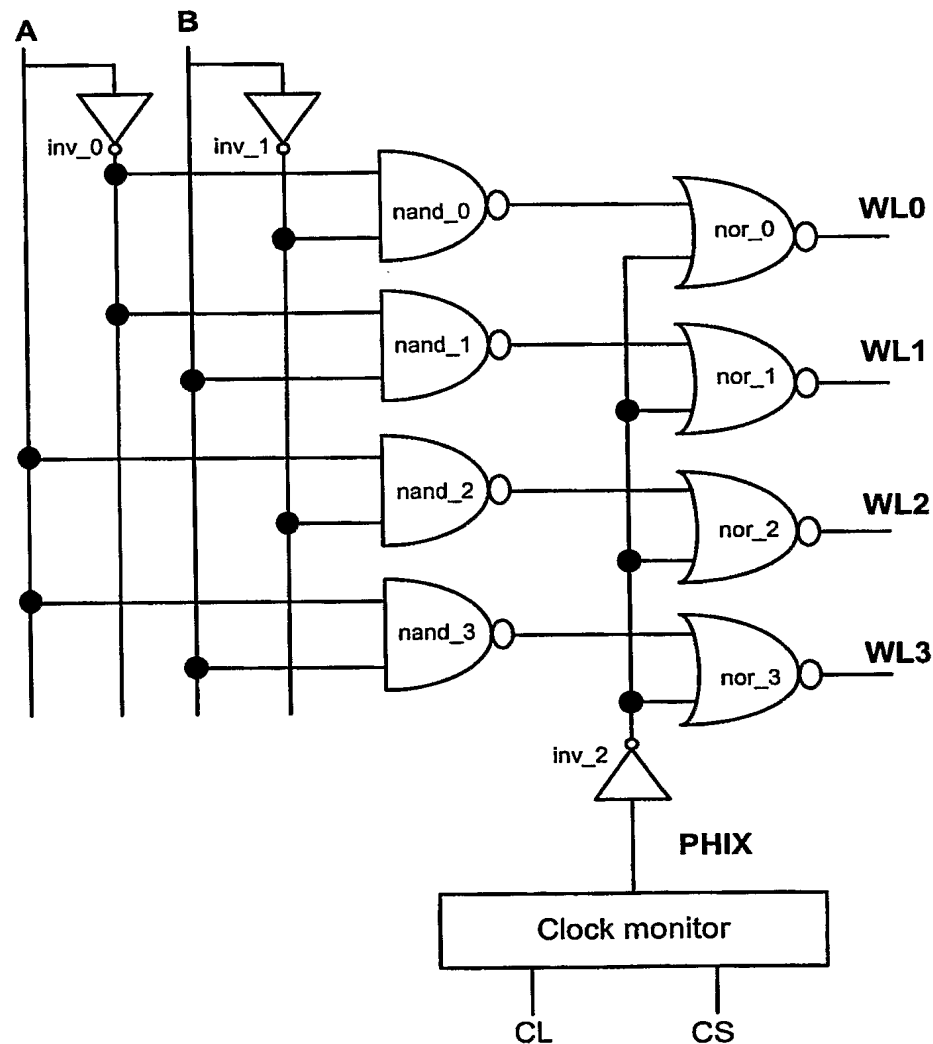 A
B
inv_0
inv_1
nand_0
nor_0
WL0
nand_1
nor_1
WL1
nand_2
nor_2
WL2
nand_3
nor_3
WL3
inv_2
PHIX
Clock monitor
CL
CS